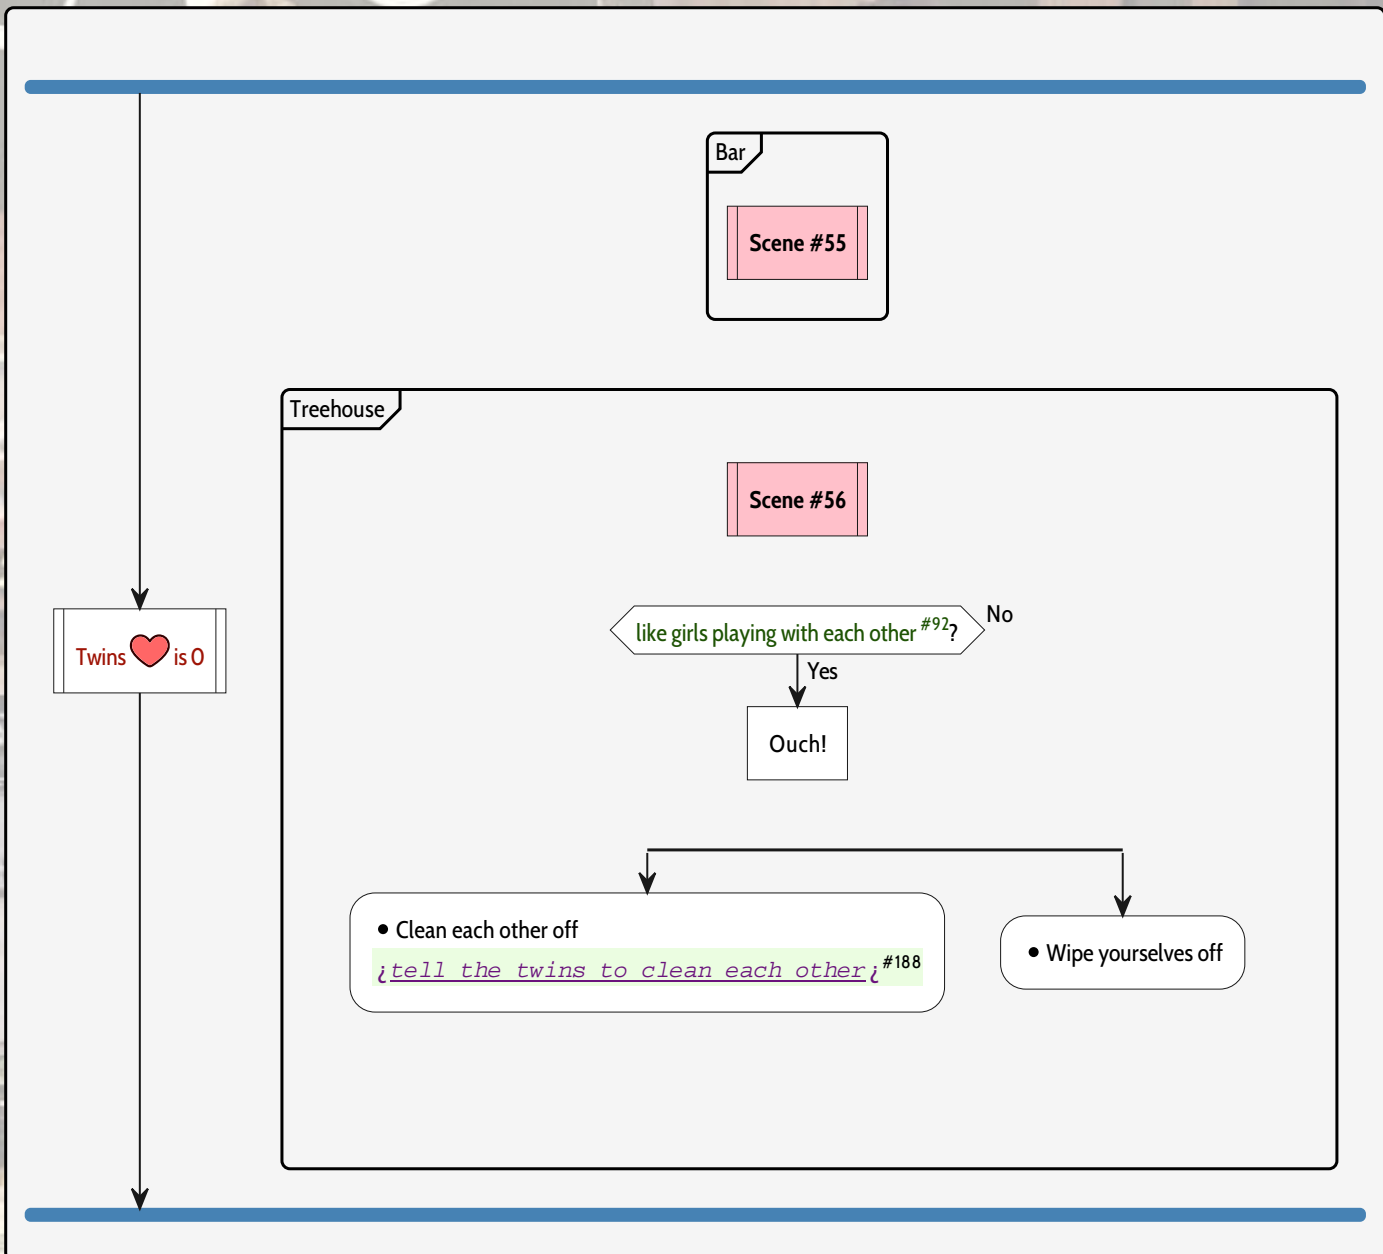 Bar
Scene #55
Treehouse
Scene #56
like girls playing with each other #92?
No
Yes
Twins is 0
Ouch!
• Clean each other off
¿tell the twins to clean each other¿#188
• Wipe yourselves off